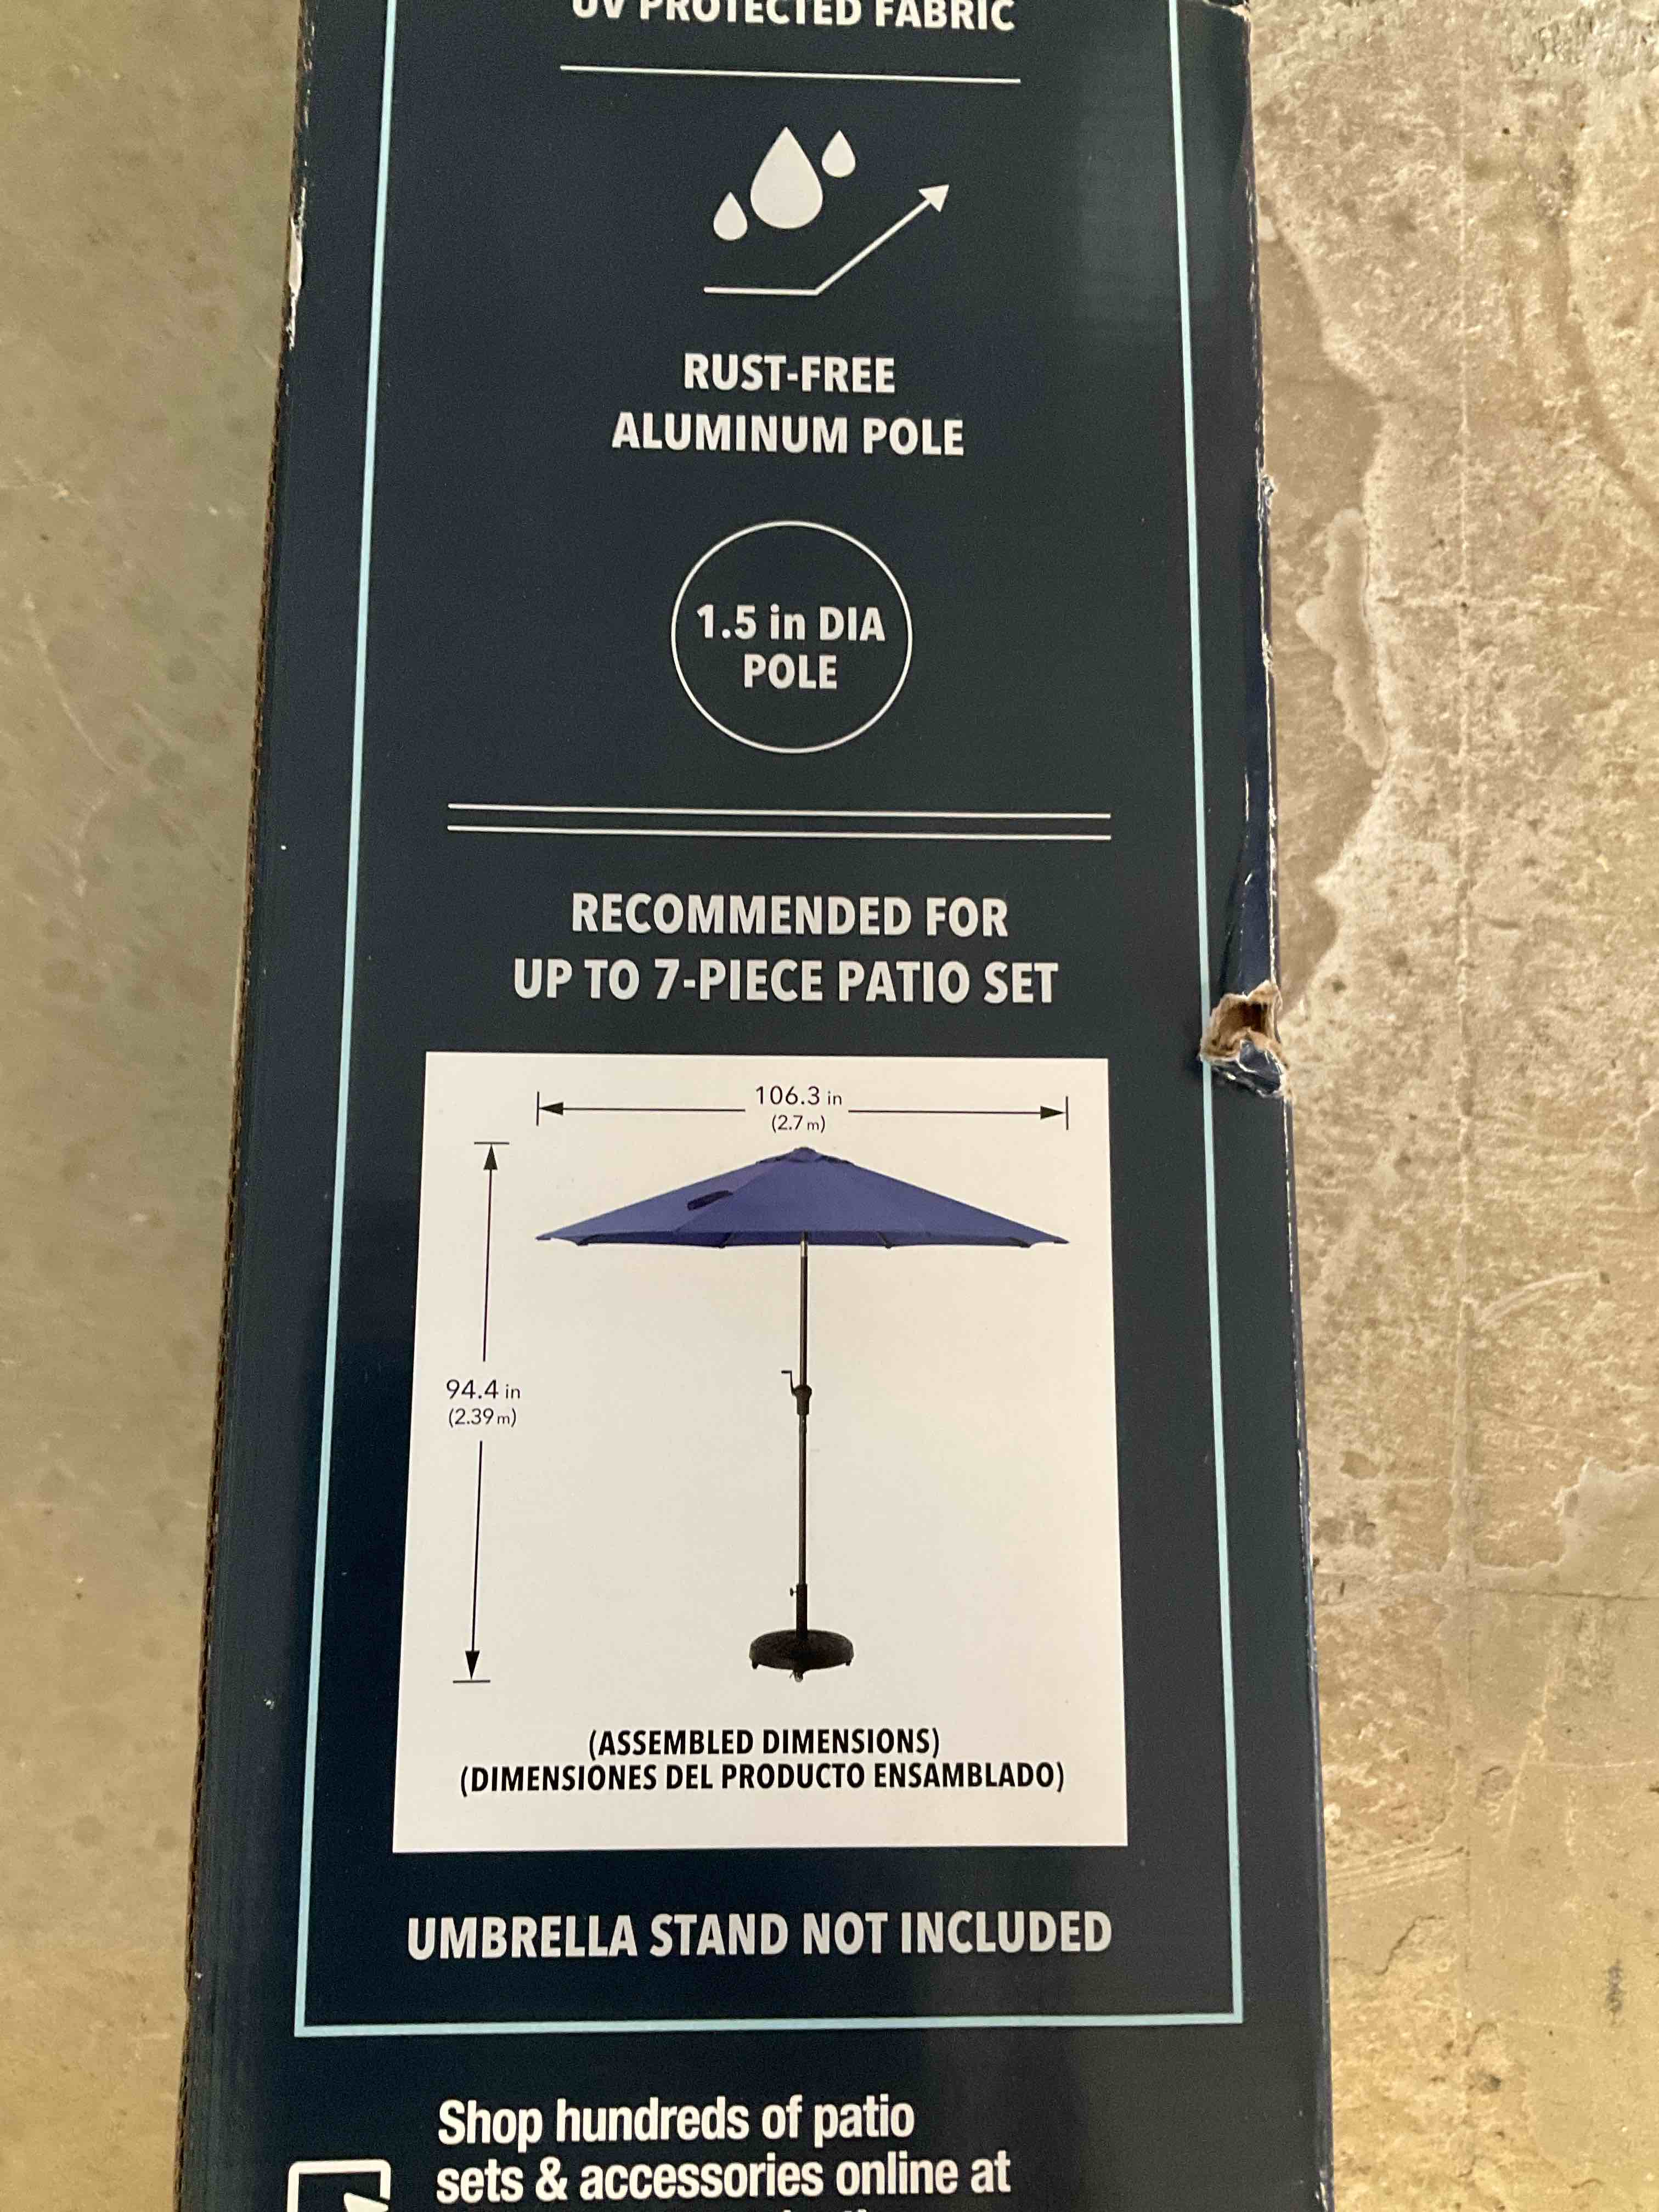 UV PROTECTED FABRIC
RUST-FREE
ALUMINUM POLE
1.5 in DIA
POLE
RECOMMENDED FOR
UP TO 7-PIECE PATIO SET
106.3 in
(2.7 m)
94.4 in
(2.39 m)
(ASSEMBLED DIMENSIONS)
(DIMENSIONES DEL PRODUCTO ENSAMBLADO)
UMBRELLA STAND NOT INCLUDED
Shop hundreds of patio
sets & accessories online at